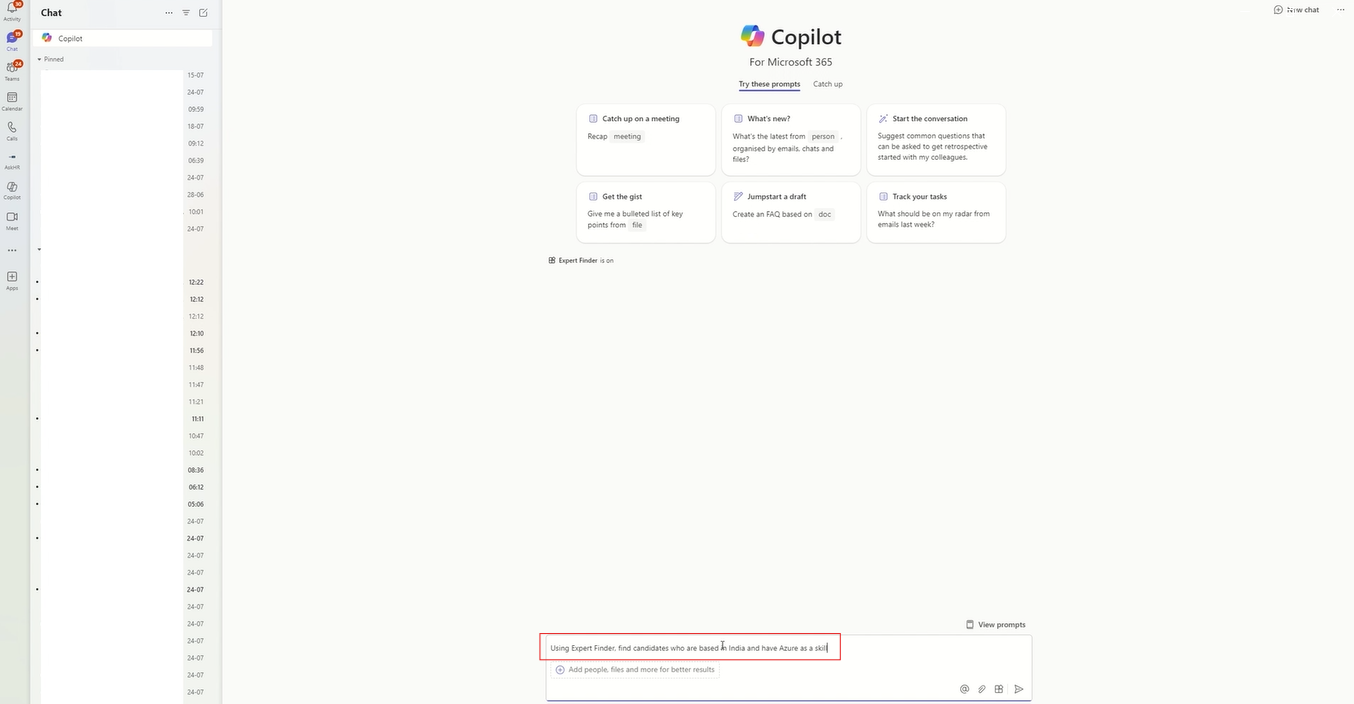 30
Activity
19
Chat
24
Teams
Calendar
Calls
AssHR
Copilot
Meet
Apps
Chat
Copilot
Pinned
15-07
24-07
09:59
18-07
09:12
06:39
24-07
28-06
10:01
24-07
12:22
12:12
12:12
12:10
11:56
11:48
11:47
11:21
11:11
10:47
10:02
08:36
06:12
05:06
24-07
24-07
24-07
24-07
24-07
24-07
24-07
24-07
24-07
24-07
24-07
New chat
Copilot
For Microsoft 365
Try these prompts
Catch up
Catch up on a meeting
Recap meeting
What's new?
What's the latest from person ,
organised by emails, chats and
files?
Start the conversation
Suggest common questions that
can be asked to get retrospective
started with my colleagues.
Get the gist
Give me a bulleted list of key
points from file
Jumpstart a draft
Create an FAQ based on doc
Track your tasks
What should be on my radar from
emails last week?
Expert Finder is on
View prompts
Using Expert Finder, find candidates who are based in India and have Azure as a skill
Add people, files and more for better results